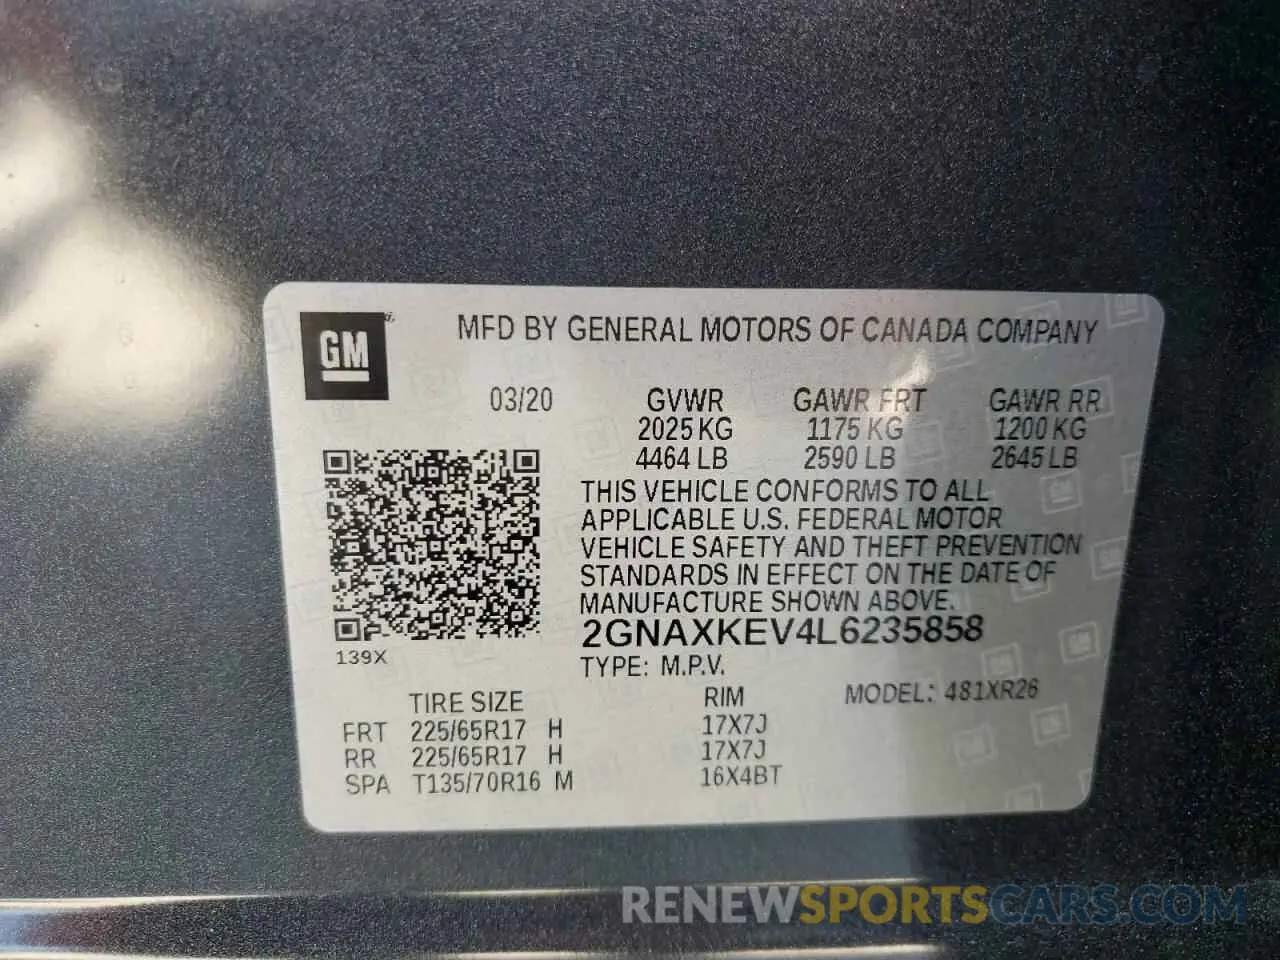 GM
MFD BY GENERAL MOTORS OF CANADA COMPANY
03/20 GVWR GAWR FRT GAWR RR
2025 KG 1175 KG 1200 KG
4464 LB 2590 LB 2645 LB
THIS VEHICLE CONFORMS TO ALL
APPLICABLE U.S. FEDERAL MOTOR
VEHICLE SAFETY AND THEFT PREVENTION
STANDARDS IN EFFECT ON THE DATE OF
MANUFACTURE SHOWN ABOVE.
2GNAXKEV4L6235858
139X
TYPE: M.P.V.
TIRE SIZE RIM MODEL: 481XR26
FRT 225/65R17 H 17X7J
RR 225/65R17 H 17X7J
SPA T135/70R16 M 16X4BT
RENEWSPORTSCARS.COM